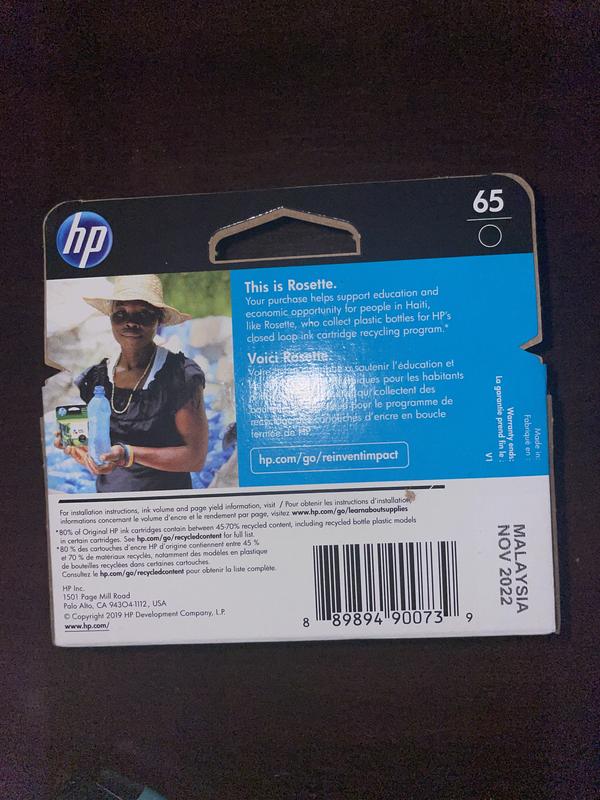 hp
65
This is Rosette.
Your purchase helps support education and
economic opportunity for people in Haiti,
like Rosette, who collect plastic bottles for HP's
closed loop ink cartridge recycling program.*
Voici Rosette.
à soutenir l'éducation et
pour les habitants
qui collectent des
pour le programme de
cartouches d'encre en boucle
fermée de HP.
hp.com/go/reinventimpact
Made in:
Fabriqué en :
Warranty ends:
La garantie prend fin le :
V1
MALAYSIA
NOV 2022
For installation instructions, ink volume and page yield information, visit / Pour obtenir les instructions d'installation,
informations concernant le volume d'encre et le rendement par page, visitez www.hp.com/go/learnaboutsupplies
*80% of Original HP ink cartridges contain between 45-70% recycled content, including recycled bottle plastic models
in certain cartridges. See hp.com/go/recycledcontent for full list.
*80 % des cartouches d'encre HP d'origine contiennent entre 45 %
et 70 % de matériaux recyclés, notamment des modèles en plastique
de bouteilles recyclées dans certaines cartouches.
Consultez le hp.com/go/recycledcontent pour obtenir la liste complète.
HP Inc.
1501 Page Mill Road
Palo Alto, CA 94304-1112, USA
© Copyright 2019 HP Development Company, L.P.
www.hp.com/
8 89894 90073 9